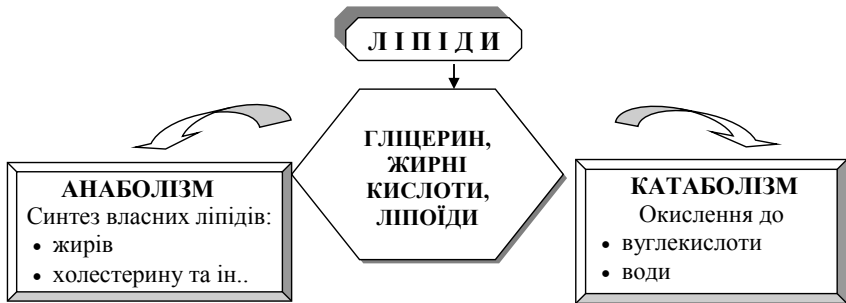 Л І П І Д И
ГЛІЦЕРИН,
ЖИРНІ
КИСЛОТИ,
ЛІПОЇДИ
АНАБОЛІЗМ
Синтез власних ліпідів:
• жирів
• холестерину та ін..
КАТАБОЛІЗМ
Окислення до
• вуглекислоти
• води